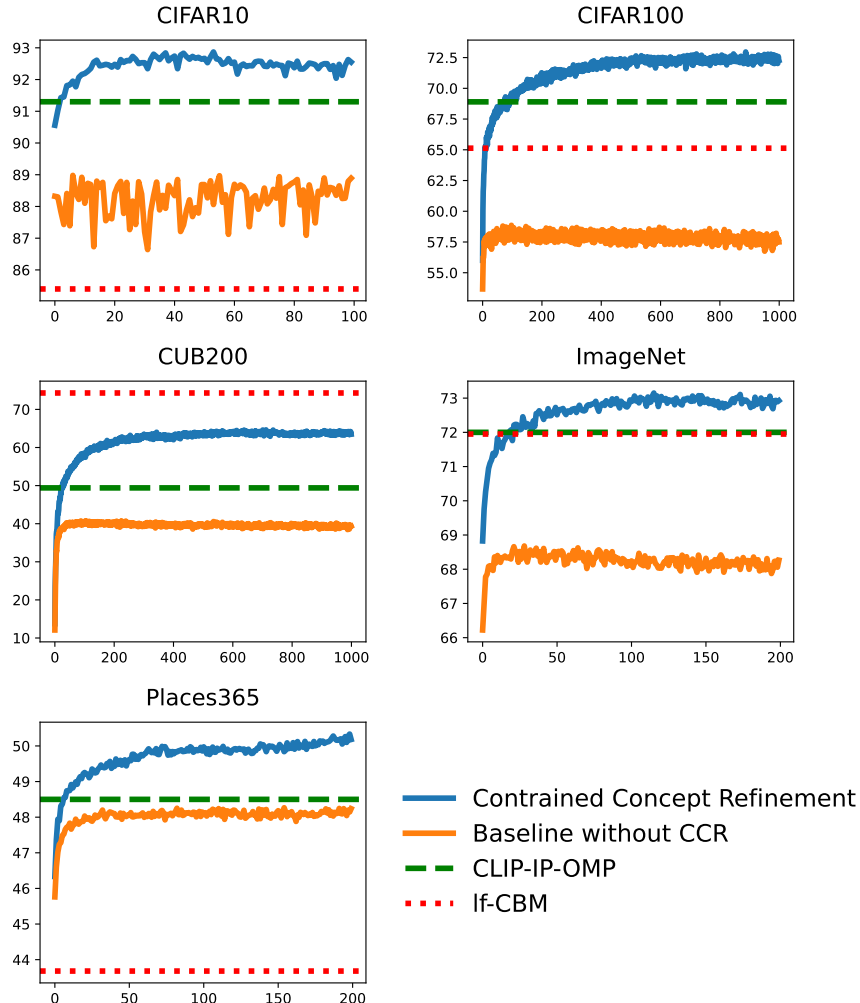 CIFAR10
93
92
91
90
89
88
87
86
0 20 40 60 80 100
CIFAR100
72.5
70.0
67.5
65.0
62.5
60.0
57.5
55.0
0 200 400 600 800 1000
CUB200
70
60
50
40
30
20
10
0 200 400 600 800 1000
ImageNet
73
72
71
70
69
68
67
66
0 50 100 150 200
Places365
50
49
48
47
46
45
44
0 50 100 150 200
Contrained Concept Refinement
Baseline without CCR
CLIP-IP-OMP
lf-CBM